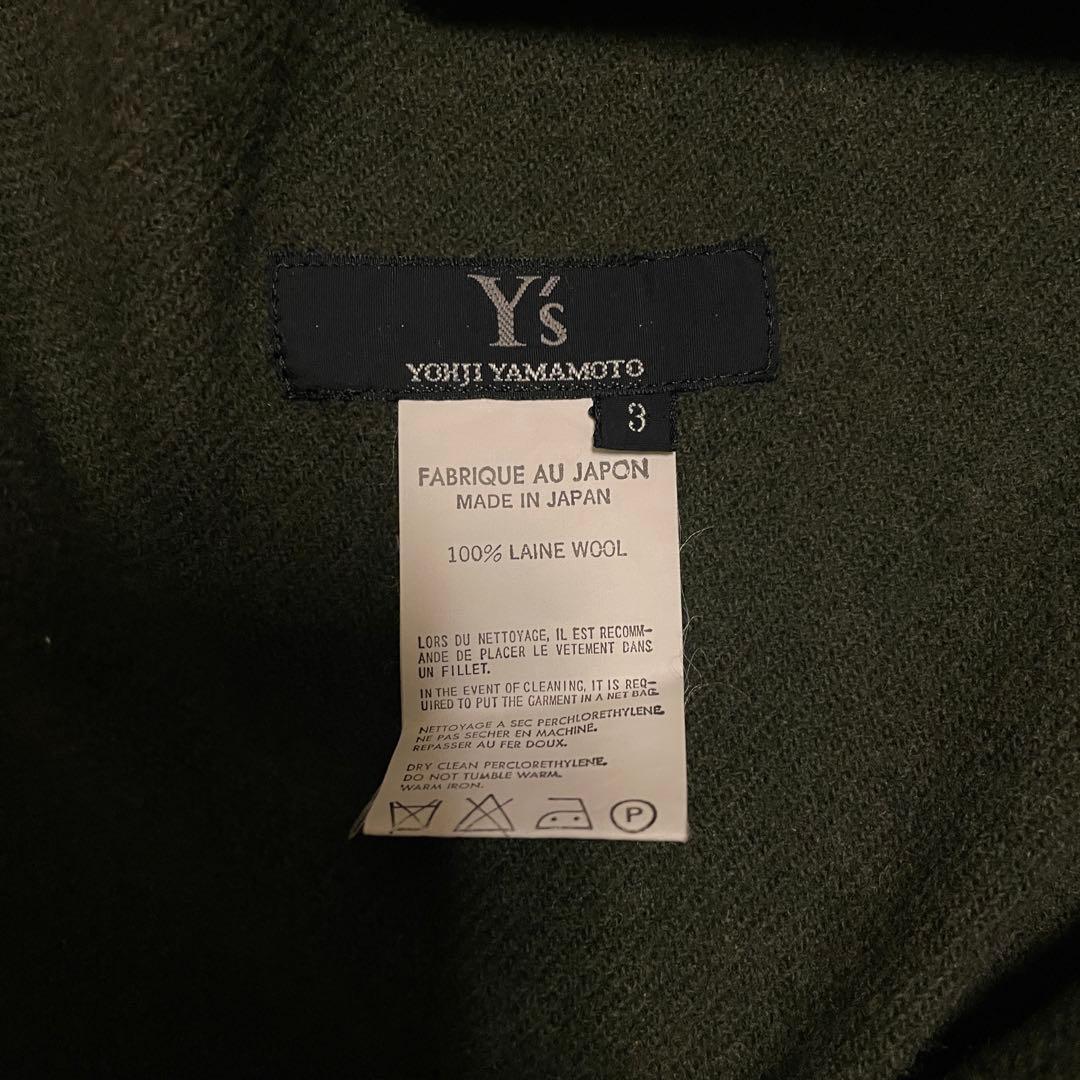 Y's
YOHJI YAMAMOTO
3
FABRIQUE AU JAPON
MADE IN JAPAN
100% LAINE WOOL
LORS DU NETTOYAGE, IL EST RECOMM-
ANDE DE PLACER LE VETEMENT DANS
UN FILLET.
IN THE EVENT OF CLEANING, IT IS REQ-
UIRED TO PUT THE GARMENT IN A NET BAG.
NETTOYAGE A SEC PERCHLORETHYLENE.
NE PAS SECHER EN MACHINE.
REPASSER AU FER DOUX.
DRY CLEAN PERCLORETHYLENE.
DO NOT TUMBLE WARM.
WARM IRON.
P